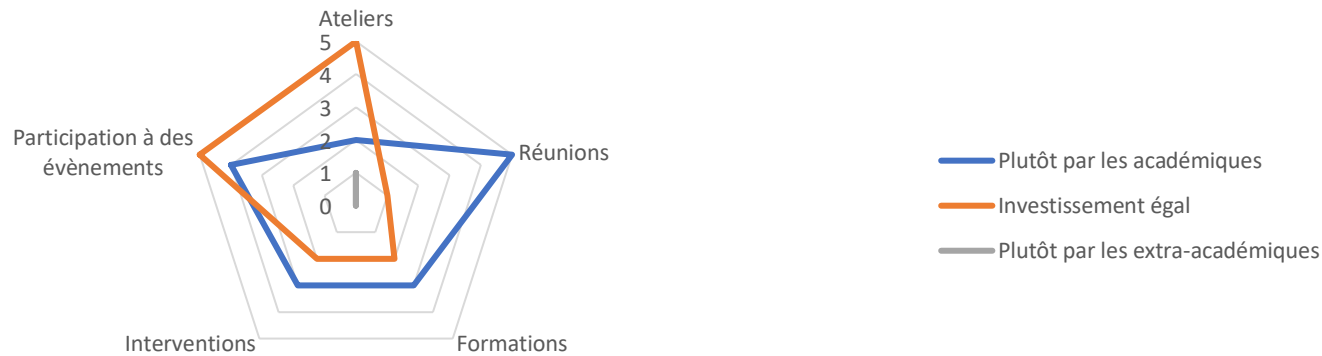 Ateliers
5
4
3
2
1
0
Participation à des
évènements
Réunions
Interventions
Formations
Plutôt par les académiques
Investissement égal
Plutôt par les extra-académiques